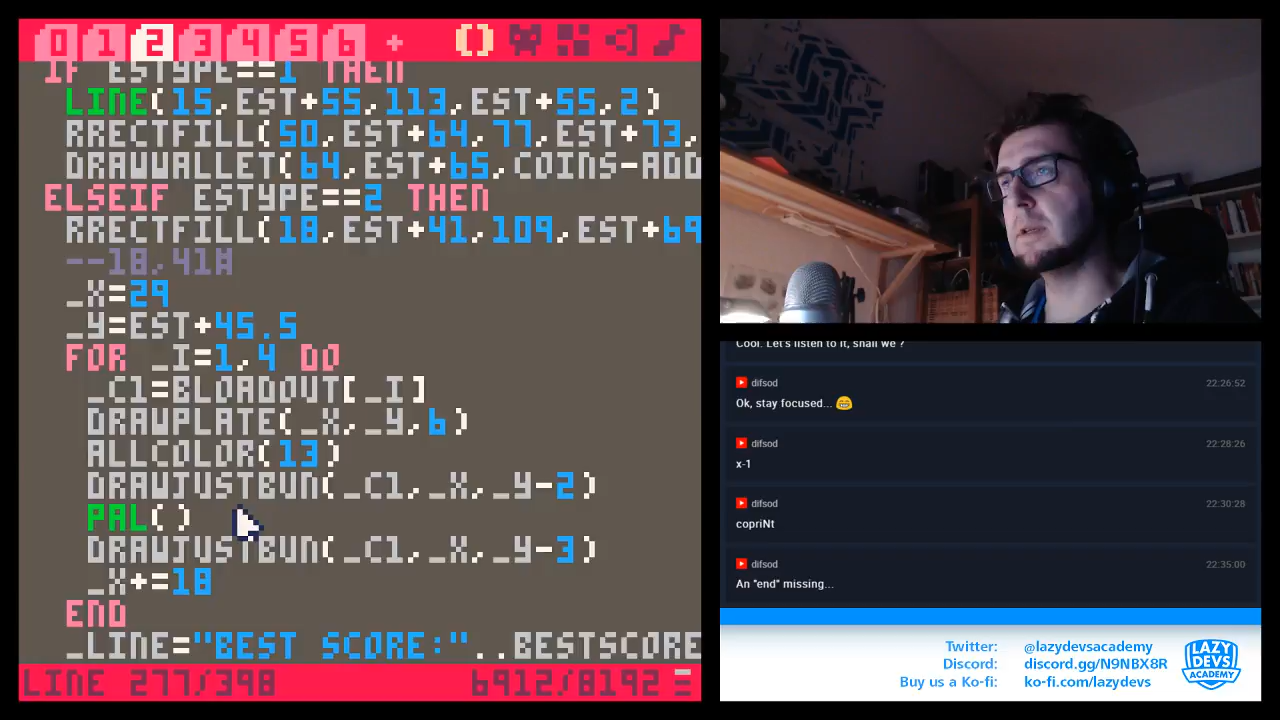 0 1 2 3 4 5 6 +
IF ESTYPE==1 THEN
LINE(15,EST+55,113,EST+55,2)
RRECTFILL(50,EST+64,77,EST+73,
DRAWWALLET(64,EST+65,COINS-ADD
ELSEIF ESTYPE==2 THEN
RRECTFILL(18,EST+41,109,EST+69
--18,41A
_X=29
_Y=EST+45.5
FOR _I=1,4 DO
_C1=BLOADOUT[_I]
DRAWPLATE(_X,_Y,6)
ALLCOLOR(13)
DRAWJUSTBUN(_C1,_X,_Y-2)
PAL()
DRAWJUSTBUN(_C1,_X,_Y-3)
_X+=18
END
_LINE="BEST SCORE:"..BESTSCORE
LINE 277/398 6912/8192
Cool. Let's listen to it, shall we ?
difsod 22:26:52
Ok, stay focused...
difsod 22:28:26
x-1
difsod 22:30:28
copriNt
difsod 22:35:00
An "end" missing...
Twitter: @lazydevsacademy
Discord: discord.gg/N9NBX8R
Buy us a Ko-fi: ko-fi.com/lazydevs
LAZY DEVS ACADEMY